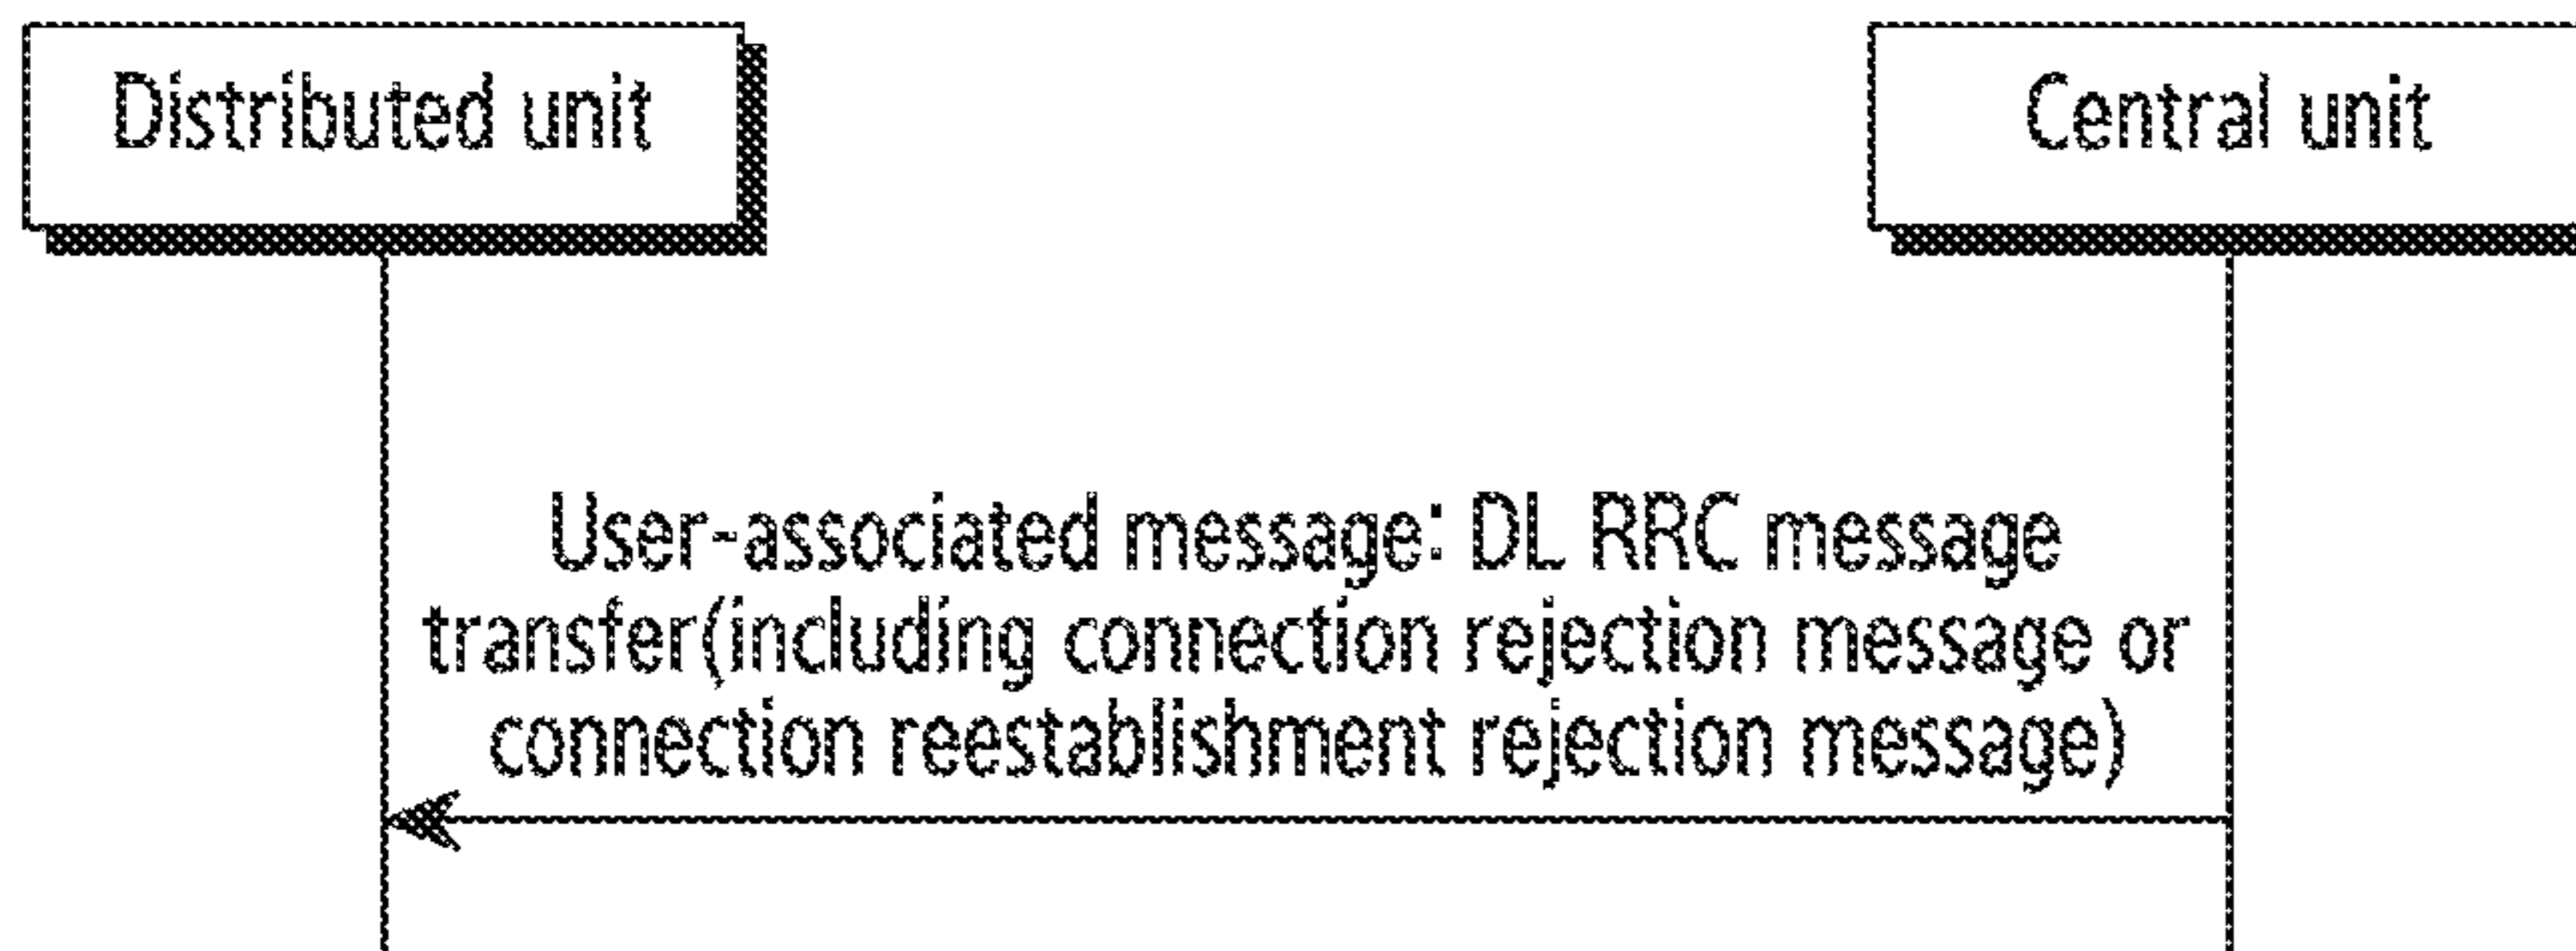 Distributed unit
Central unit
User-associated message: DL RRC message
transfer(including connection rejection message or
connection reestablishment rejection message)